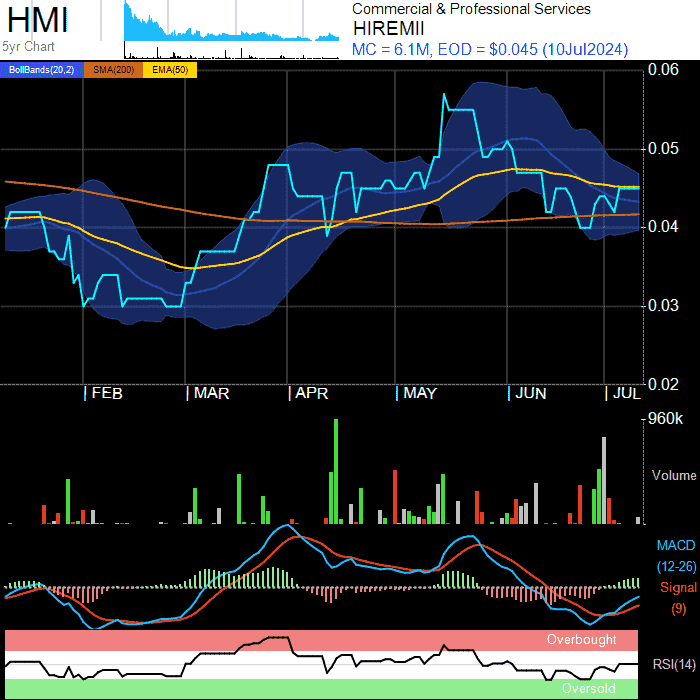 HMI
5yr Chart
Commercial & Professional Services
HIREMII
MC = 6.1M, EOD = $0.045 (10Jul2024)
BollBands(20,2) SMA(200) EMA(50)
0.06
0.05
0.04
0.03
0.02
FEB MAR APR MAY JUN JUL
960k
Volume
MACD
(12-26)
Signal
(9)
Overbought
RSI(14)
Oversold